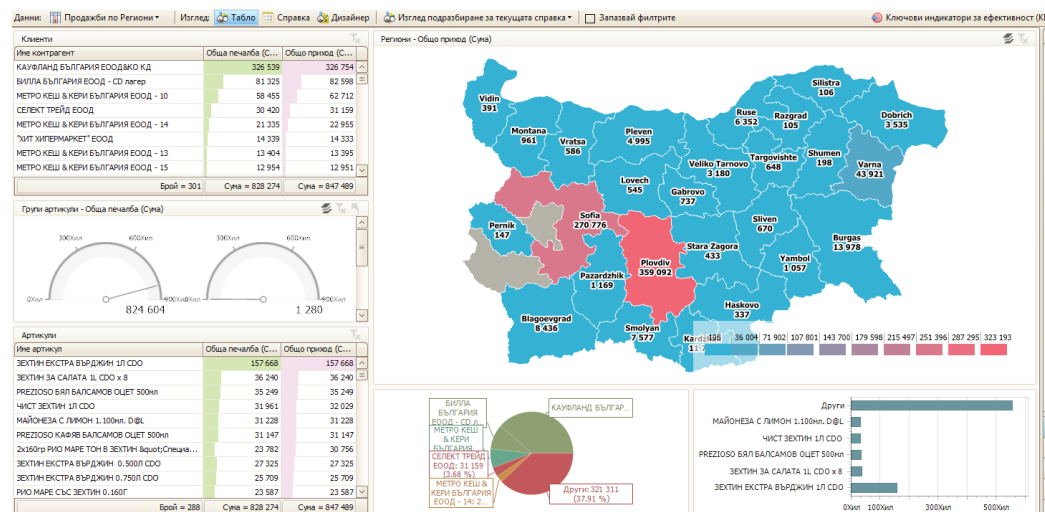 Данни: Продажби по Региони Изглед: Табло Справка Дизайнер Изглед подразбиране за текущата справка Запазвай филтрите Ключови индикатори за ефективност (К
Клиенти
Име контрагент Обща печалба (С... Общо приход (С...
КАУФЛАНД БЪЛГАРИЯ ЕООД&КО КД 326 539 326 754
БИЛЛА БЪЛГАРИЯ ЕООД - CD лагер 81 325 82 598
МЕТРО КЕШ & КЕРИ БЪЛГАРИЯ ЕООД - 10 58 455 62 712
СЕЛЕКТ ТРЕЙД ЕООД 30 420 31 159
МЕТРО КЕШ & КЕРИ БЪЛГАРИЯ ЕООД - 14 21 335 22 955
"ХИТ ХИПЕРМАРКЕТ" ЕООД 14 339 14 333
МЕТРО КЕШ & КЕРИ БЪЛГАРИЯ ЕООД - 13 13 404 13 395
МЕТРО КЕШ & КЕРИ БЪЛГАРИЯ ЕООД - 15 12 954 12 951
Брой = 301 Сума = 828 274 Сума = 847 489
Групи артикули - Обща печалба (Сума)
300Хил 600Хил 300Хил 600Хил
0Хил 900Хил 0Хил 900Хил
824 604 1 280
Артикули
Име артикул Обща печалба (С... Общо приход (С...
ЗЕХТИН ЕКСТРА ВЪРДЖИН 1Л CDO 157 668 157 668
ЗЕХТИН ЗА САЛАТА 1L CDO x 8 36 240 36 240
PREZIOSO БЯЛ БАЛСАМОВ ОЦЕТ 500мл 35 249 35 249
ЧИСТ ЗЕХТИН 1Л CDO 31 961 32 029
МАЙОНЕЗА С ЛИМОН 1.100мл. D@L 31 228 31 228
PREZIOSO КАФЯВ БАЛСАМОВ ОЦЕТ 500мл 31 147 31 147
2х160гр РИО МАРЕ ТОН В ЗЕХТИН &quot;Специа... 23 782 30 756
ЗЕХТИН ЕКСТРА ВЪРДЖИН 0.500Л CDO 27 325 27 325
ЗЕХТИН ЕКСТРА ВЪРДЖИН 0.750Л CDO 25 709 25 709
РИО МАРЕ СЪС ЗЕХТИН 0.160Г 23 587 23 587
Брой = 288 Сума = 828 274 Сума = 847 489
Региони - Общо приход (Сума)
Vidin
391
Montana
961
Vratsa
586
Pleven
4 995
Lovech
545
Gabrovo
737
Veliko Tarnovo
3 180
Ruse
6 352
Razgrad
105
Silistra
106
Dobrich
3 535
Targovishte
648
Shumen
198
Varna
43 921
Sofia
270 776
Pernik
147
Pazardzhik
1 169
Plovdiv
359 092
Stara Zagora
433
Sliven
670
Yambol
1 057
Burgas
13 978
Blagoevgrad
8 436
Smolyan
7 577
Haskovo
337
36 004 71 902 107 801 143 700 179 598 215 497 251 396 287 295 323 193
БИЛЛА
БЪЛГАРИЯ
ЕООД - CD л...
МЕТРО КЕШ
& КЕРИ
БЪЛГАРИЯ
СЕЛЕКТ ТРЕЙД
ЕООД: 31 159
(3.68 %)
МЕТРО КЕШ &
КЕРИ БЪЛГАРИЯ
ЕООД - 14: 2...
КАУФЛАНД БЪЛГАР...
Други: 321 311
(37.91 %)
Други
МАЙОНЕЗА С ЛИМОН 1.100мл. D@L
ЧИСТ ЗЕХТИН 1Л CDO
PREZIOSO БЯЛ БАЛСАМОВ ОЦЕТ 500мл
ЗЕХТИН ЗА САЛАТА 1L CDO x 8
ЗЕХТИН ЕКСТРА ВЪРДЖИН 1Л CDO
0Хил 100Хил 300Хил 500Хил